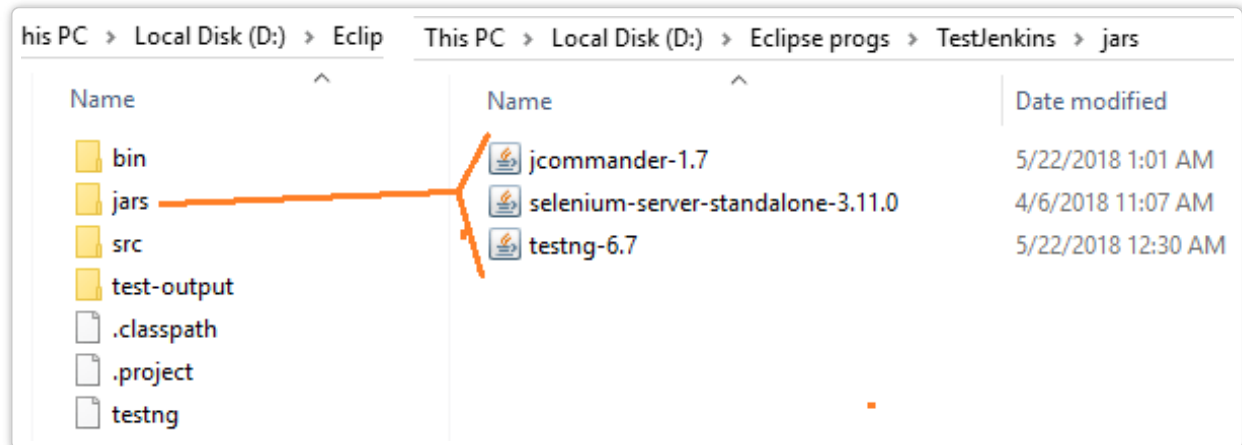 his PC > Local Disk (D:) > Eclip
Name
bin
jars
src
test-output
.classpath
.project
testng
This PC > Local Disk (D:) > Eclipse progs > TestJenkins > jars
Name Date modified
jcommander-1.7 5/22/2018 1:01 AM
selenium-server-standalone-3.11.0 4/6/2018 11:07 AM
testng-6.7 5/22/2018 12:30 AM